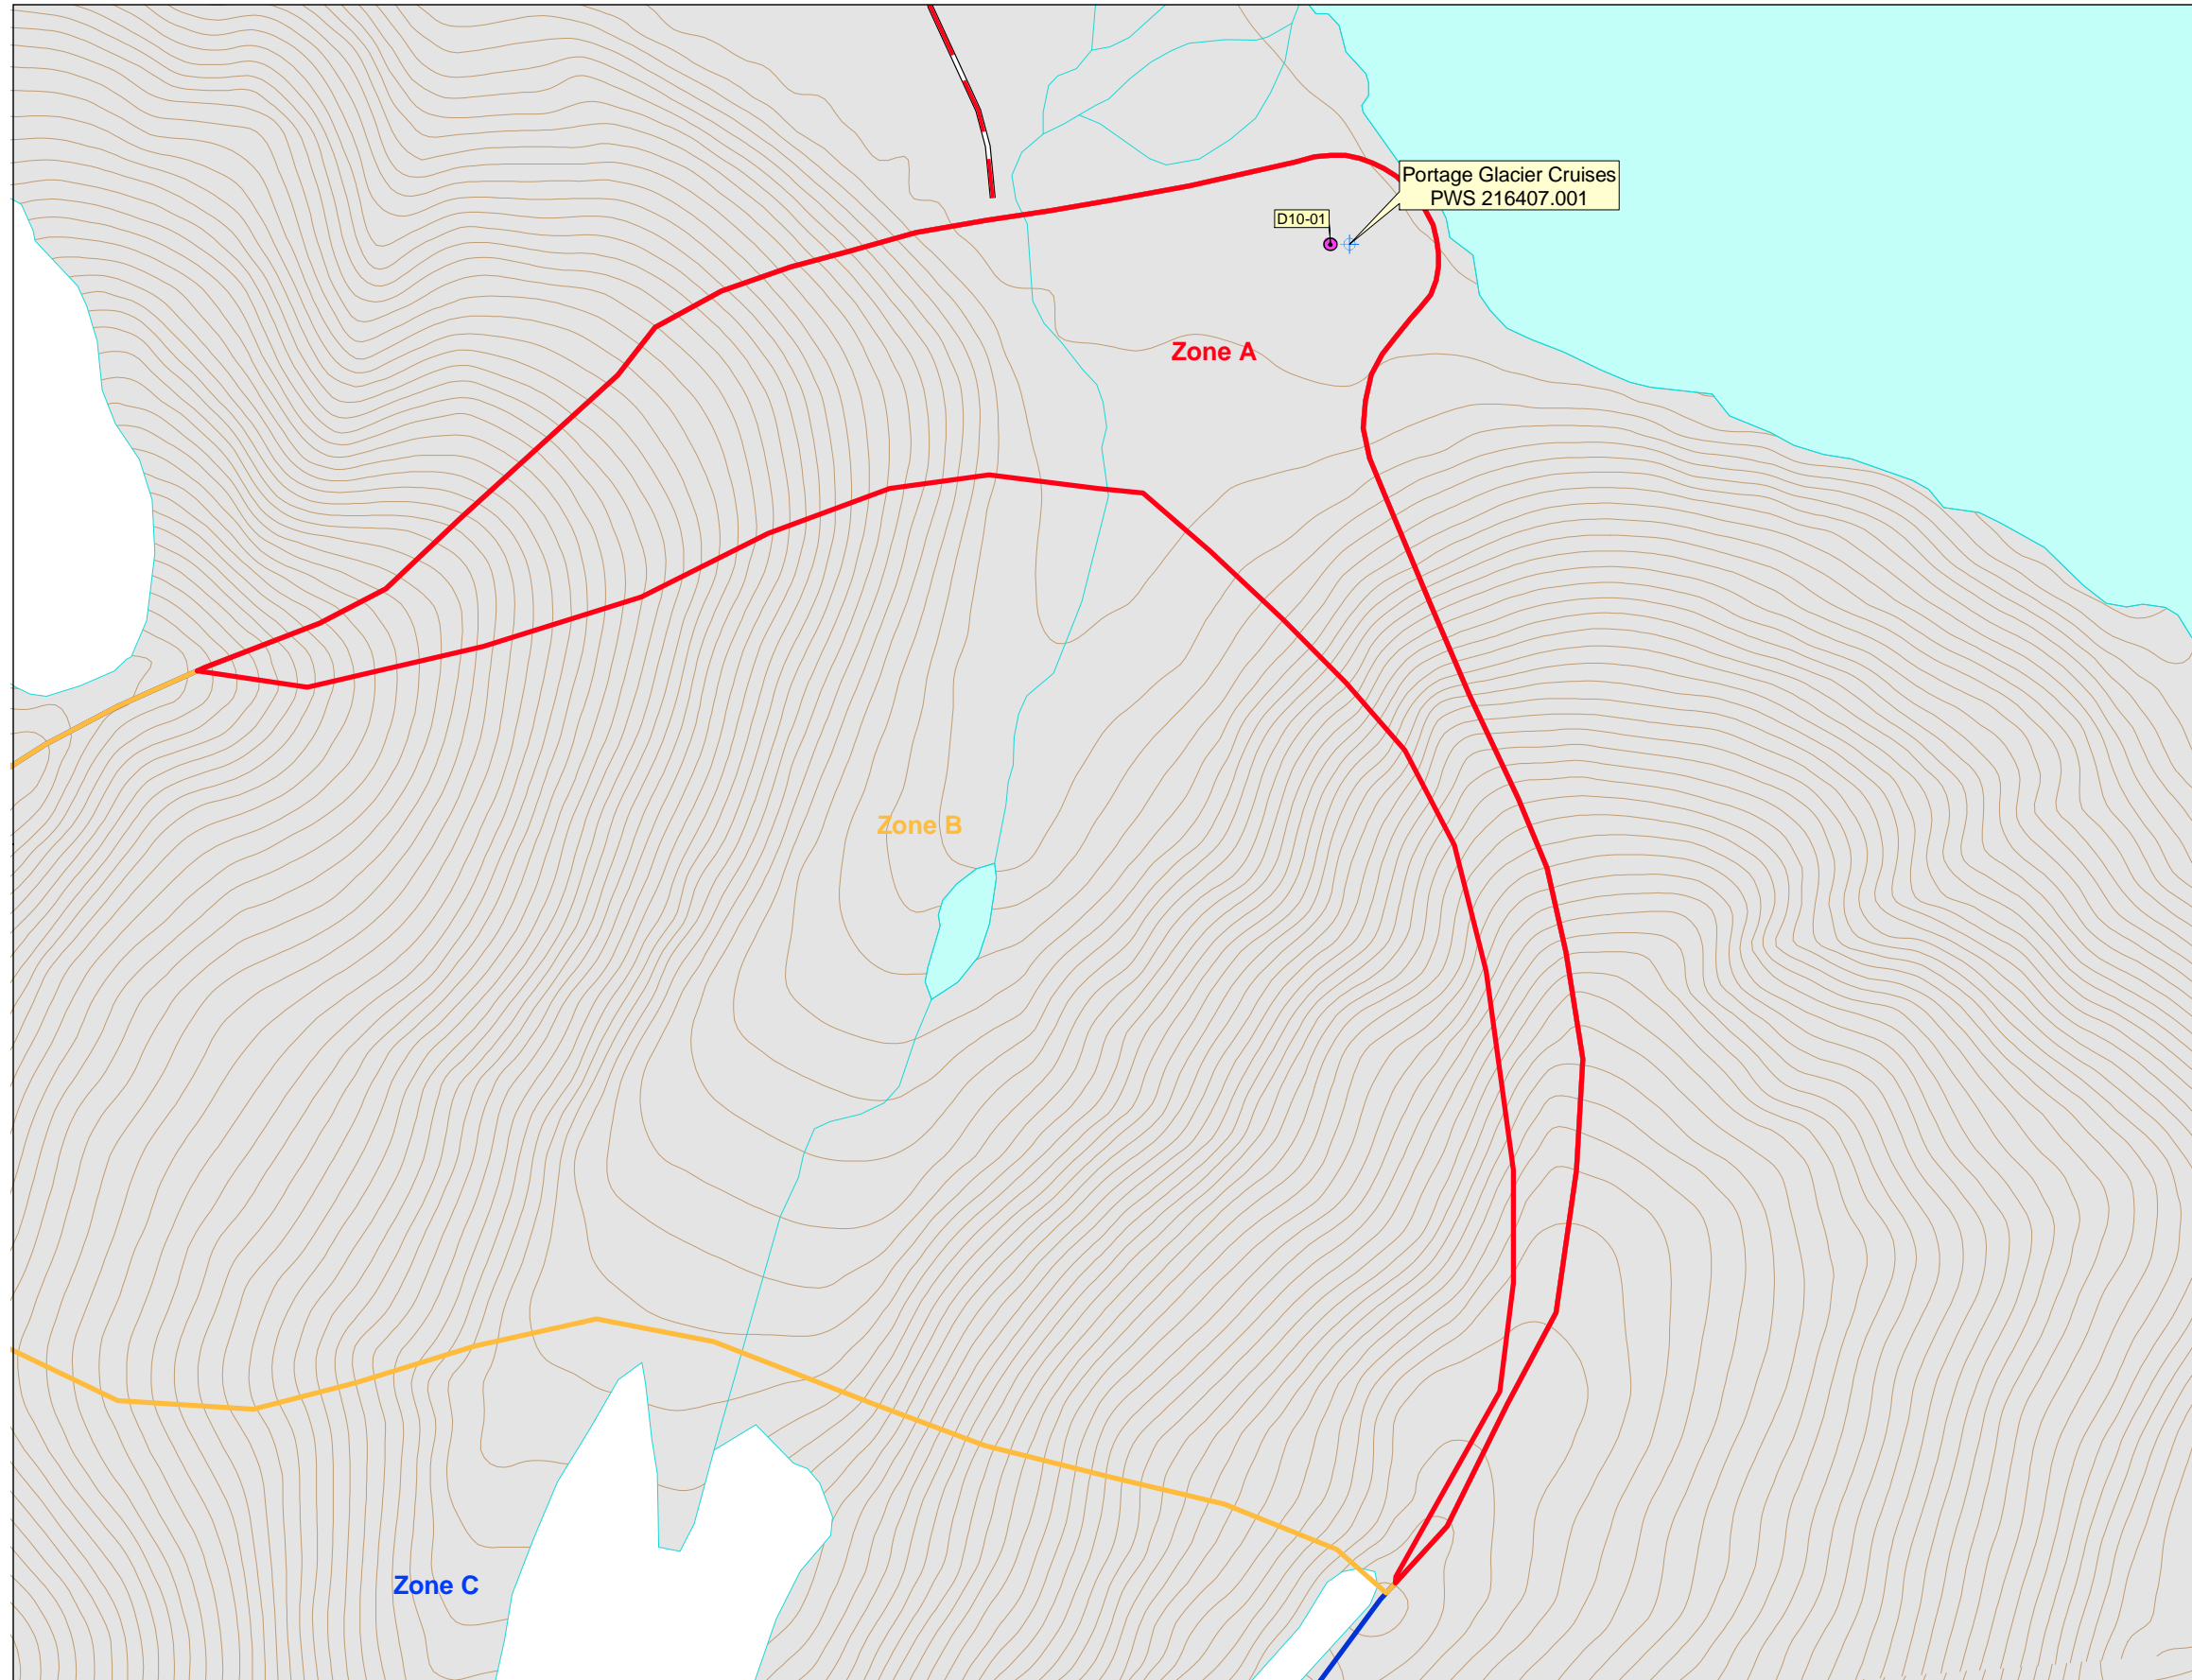 Portage Glacier Cruises
PWS 216407.001
D10-01
Zone A
Zone B
Zone C